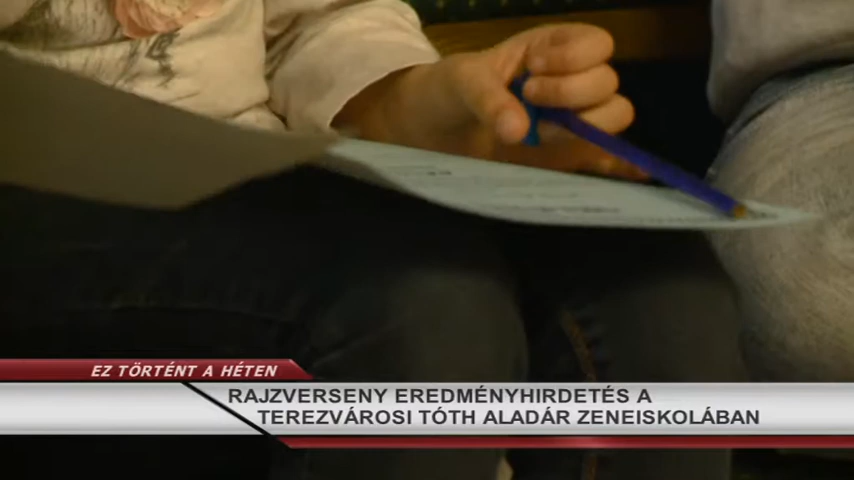 EZ TÖRTÉNT A HÉTEN
RAJZVERSENY EREDMÉNYHIRDETÉS A
TEREZVÁROSI TÓTH ALADÁR ZENEISKOLÁBAN